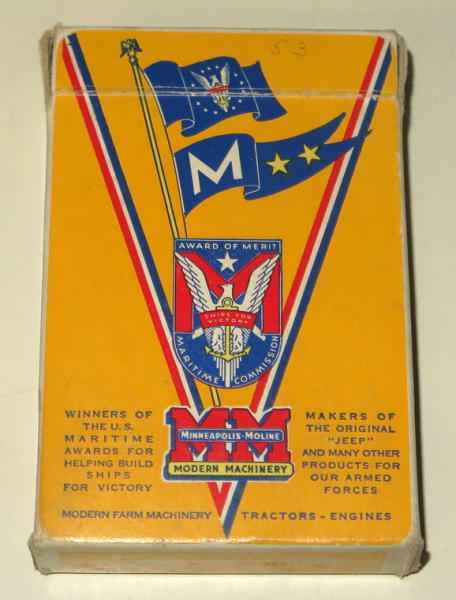 53
M
AWARD OF MERIT
M
SHIPS FOR
VICTORY
MARITIME COMMISSION
WINNERS OF
THE U.S.
MARITIME
AWARDS FOR
HELPING BUILD
SHIPS
FOR VICTORY
MM
MINNEAPOLIS-MOLINE
MODERN MACHINERY
MAKERS OF
THE ORIGINAL
"JEEP"
AND MANY OTHER
PRODUCTS FOR
OUR ARMED
FORCES
MODERN FARM MACHINERY TRACTORS - ENGINES